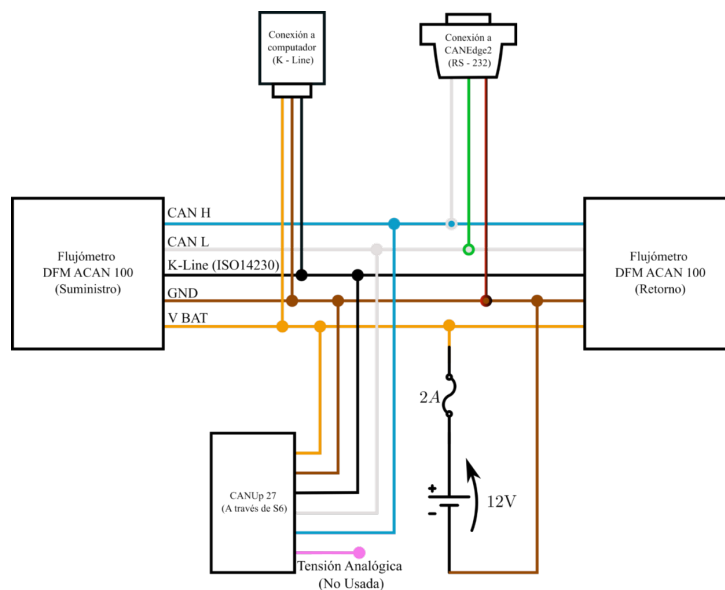 Conexión a
computador
(K - Line)
Conexión a
CANEdge2
(RS - 232)
CAN H
CAN L
K-Line (ISO14230)
GND
V BAT
Flujómetro
DFM ACAN 100
(Suministro)
Flujómetro
DFM ACAN 100
(Retorno)
2A
CANUp 27
(A través de S6)
+
-
12V
Tensión Analógica
(No Usada)